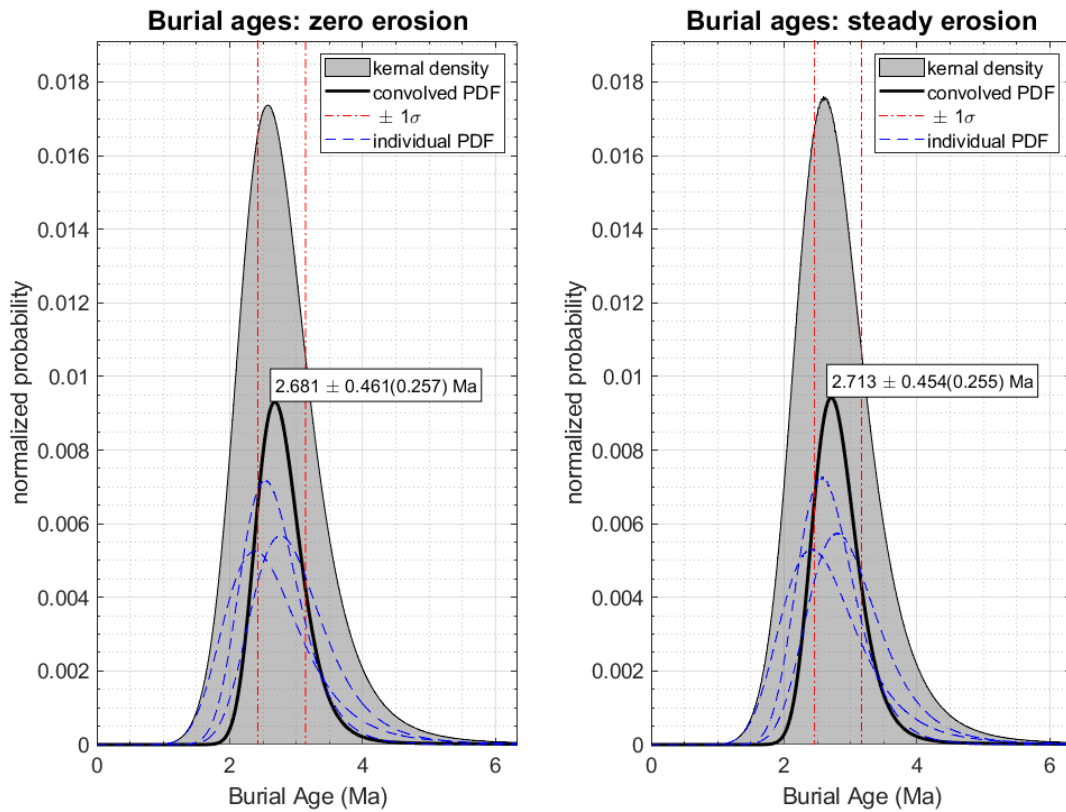 Burial ages: zero erosion
0.018
0.016
0.014
0.012
0.01
0.008
0.006
0.004
0.002
0
normalized probability
kernal density
convolved PDF
± 1σ
individual PDF
2.681 ± 0.461(0.257) Ma
0
2
4
6
Burial Age (Ma)
Burial ages: steady erosion
0.018
0.016
0.014
0.012
0.01
0.008
0.006
0.004
0.002
0
normalized probability
kernal density
convolved PDF
± 1σ
individual PDF
2.713 ± 0.454(0.255) Ma
0
2
4
6
Burial Age (Ma)